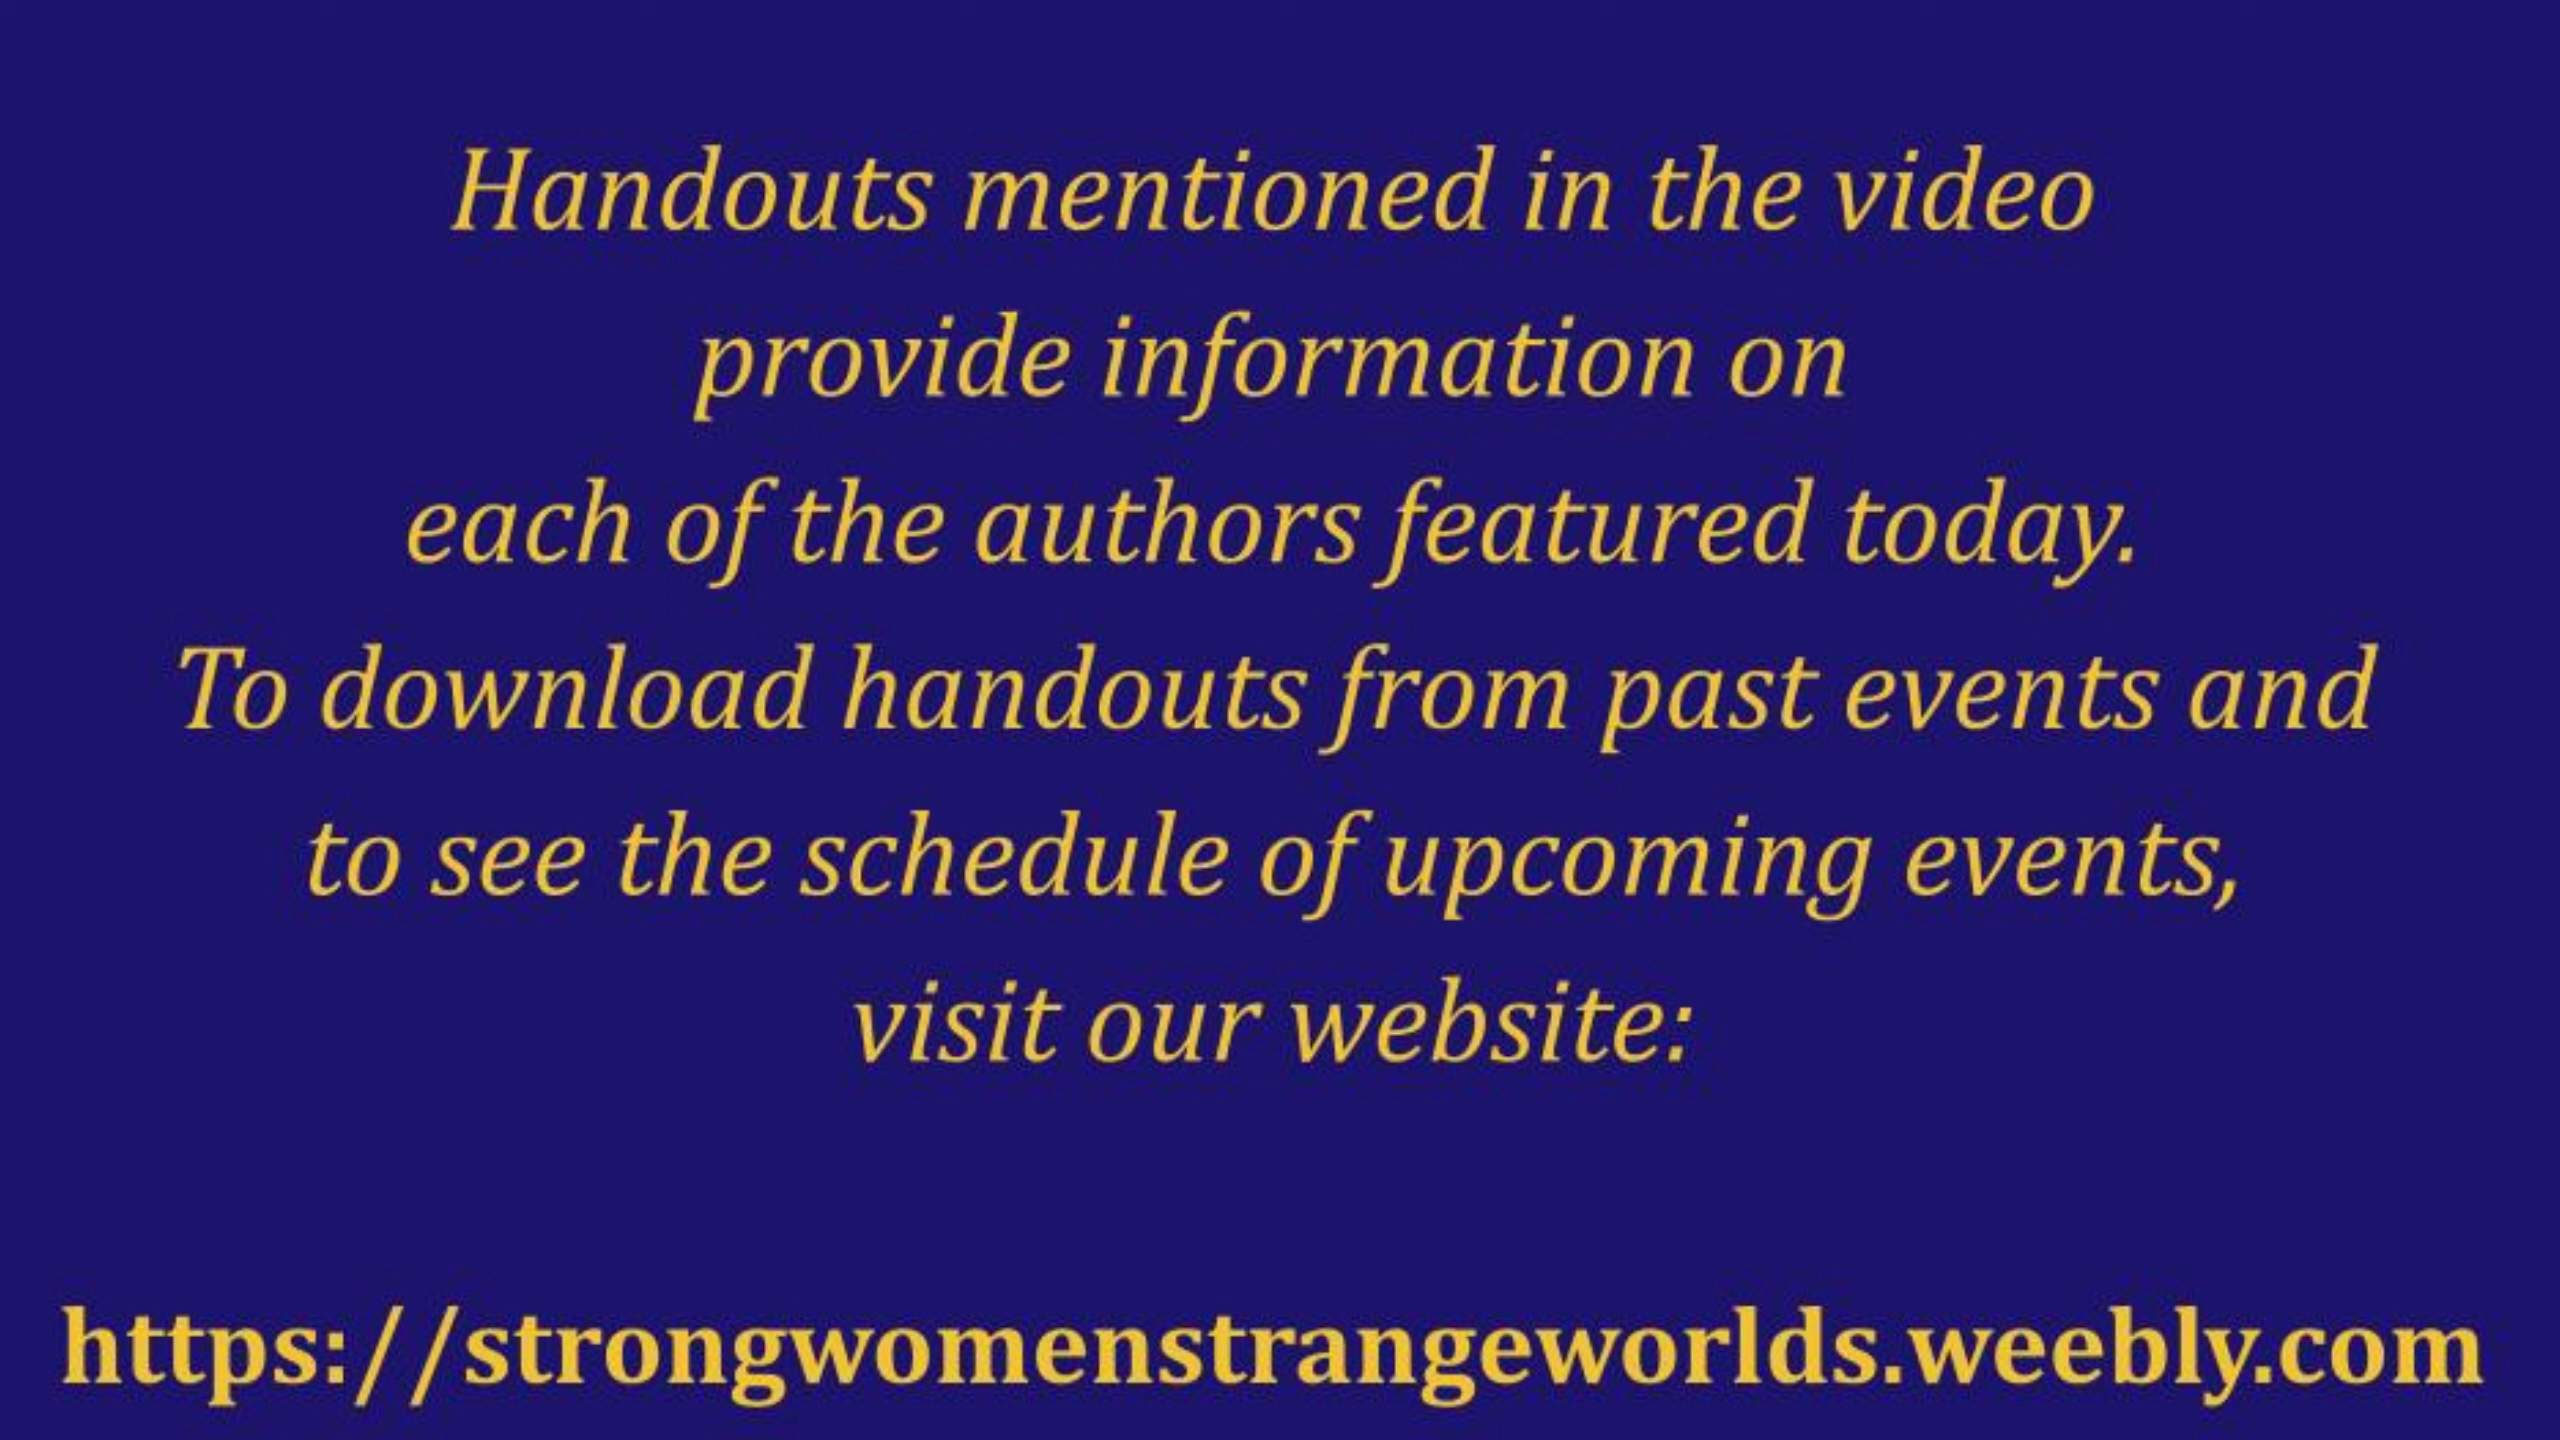 Handouts mentioned in the video
provide information on
each of the authors featured today.
To download handouts from past events and
to see the schedule of upcoming events,
visit our website:
https://strongwomenstrangeworlds.weebly.com